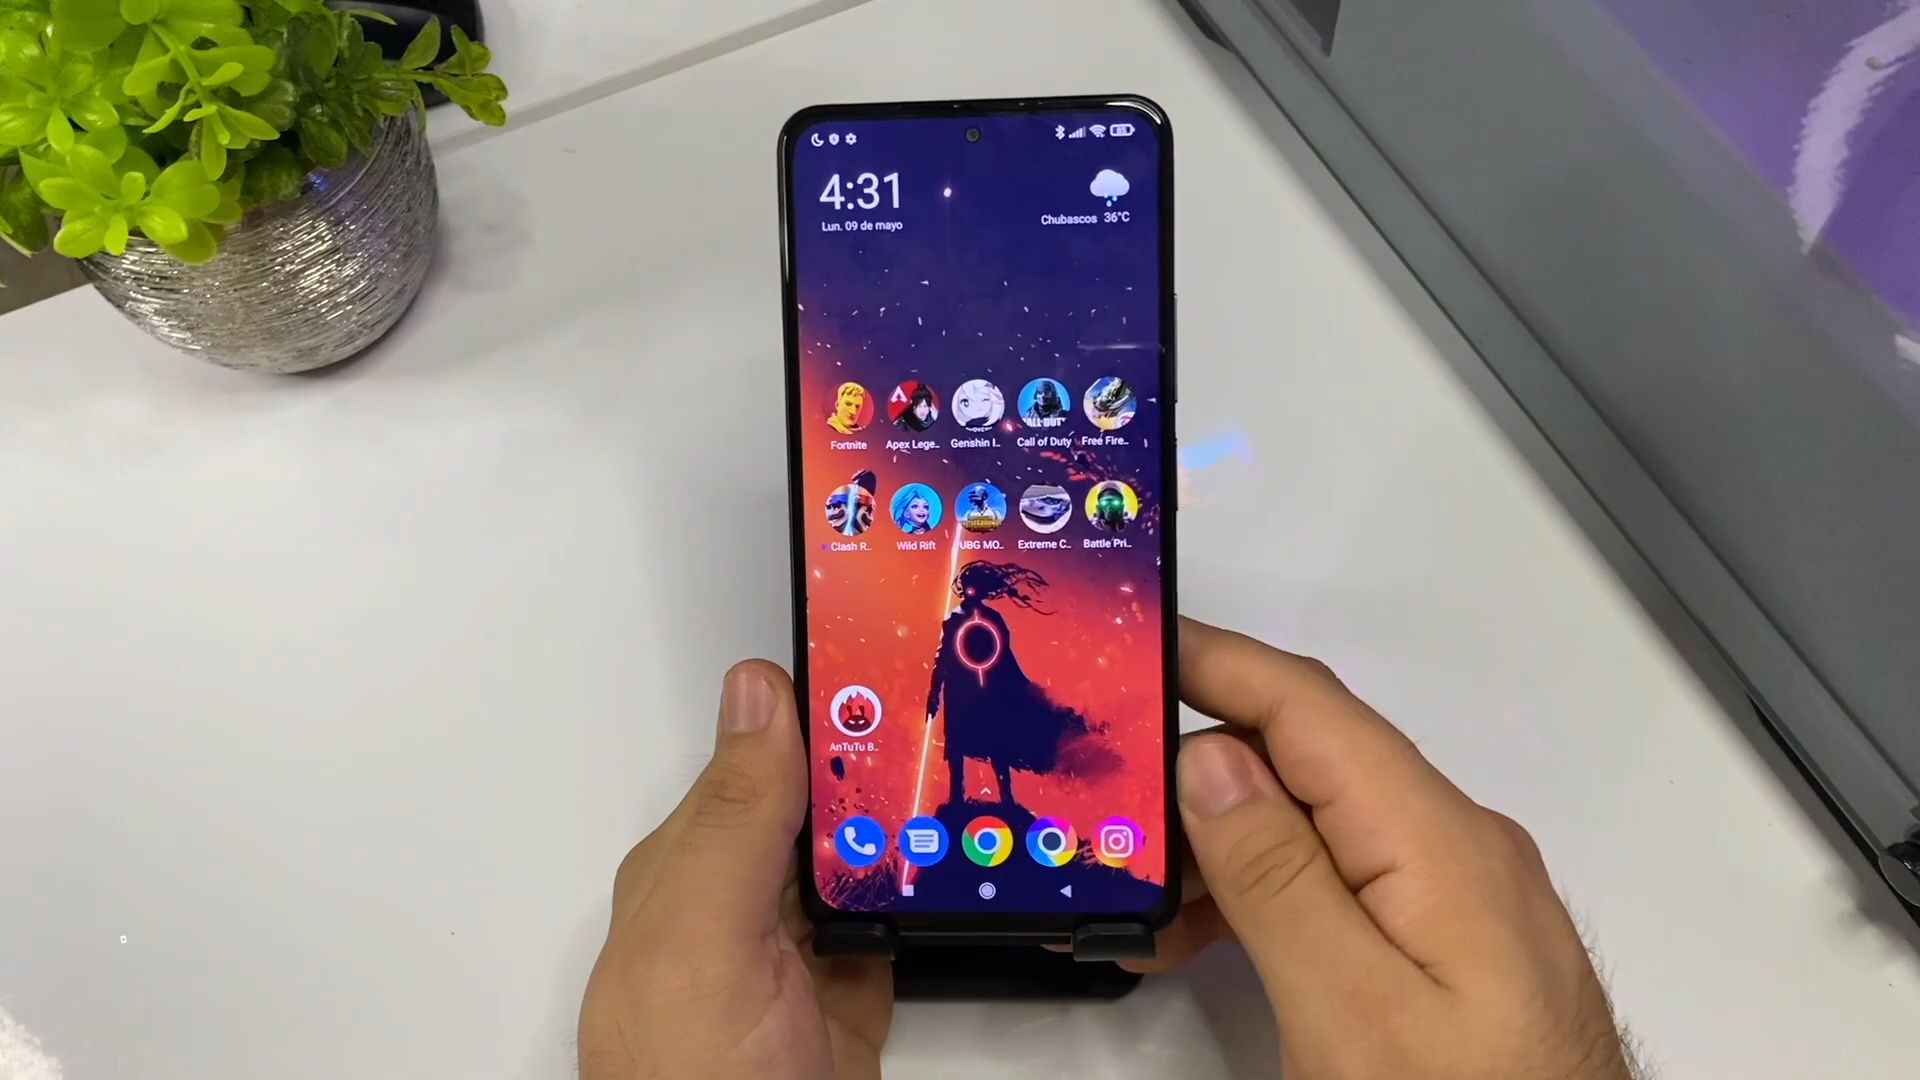 4:31
Lun. 09 de mayo
Chubascos 36°C
Fortnite
Apex Lege..
Genshin I..
Call of Duty
Free Fire..
Clash R..
Wild Rift
UBG MO..
Extreme C..
Battle Pri..
AnTuTu B..